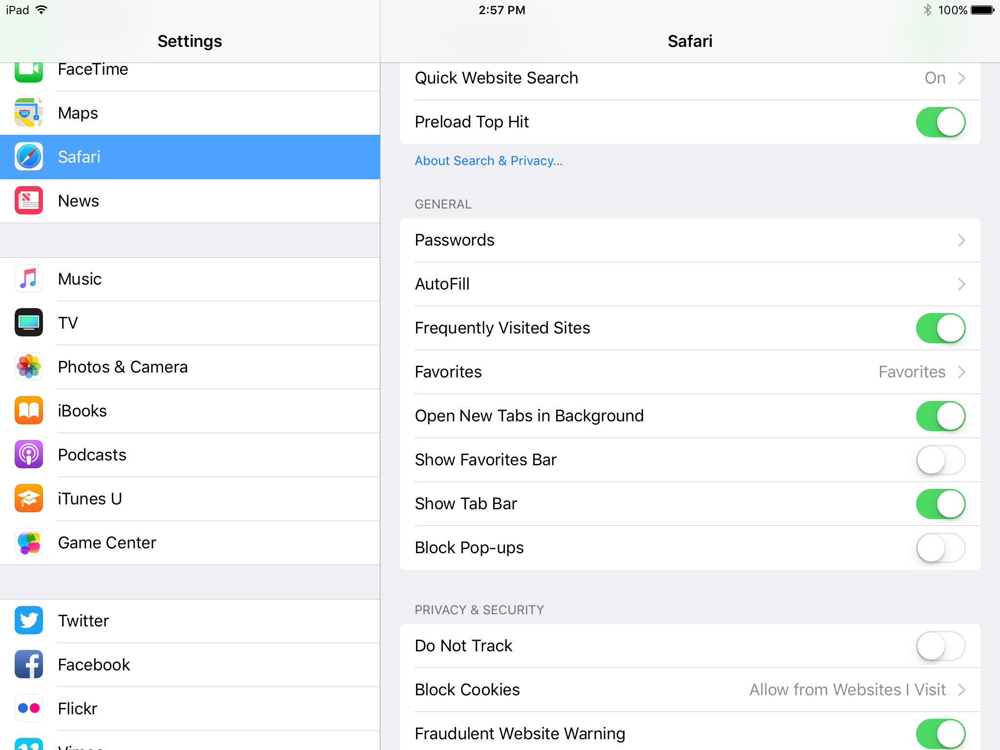 iPad
2:57 PM
100%
Settings
Safari
FaceTime
Maps
280
Safari
News
Music
TV
Photos & Camera
iBooks
Podcasts
iTunes U
Game Center
Twitter
Facebook
Flickr
Vimeo
Quick Website Search On
Preload Top Hit
About Search & Privacy...
GENERAL
Passwords
AutoFill
Frequently Visited Sites
Favorites Favorites
Open New Tabs in Background
Show Favorites Bar
Show Tab Bar
Block Pop-ups
PRIVACY & SECURITY
Do Not Track
Block Cookies Allow from Websites I Visit
Fraudulent Website Warning